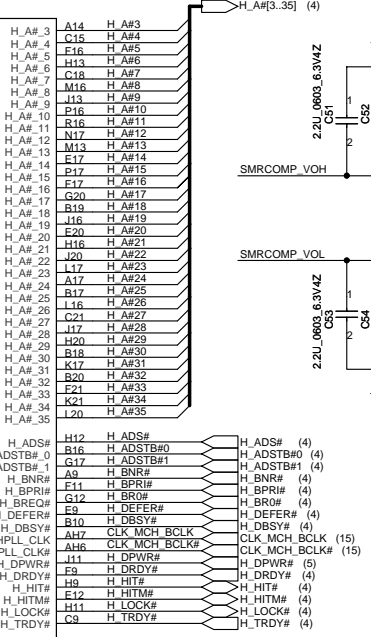 H_A#[3..35] (4)
H_A#_3 A14 H_A#3
H_A#_4 C15 H_A#4
H_A#_5 F16 H_A#5
H_A#_6 H13 H_A#6
H_A#_7 C18 H_A#7
H_A#_8 M16 H_A#8
H_A#_9 J13 H_A#9
H_A#_10 P16 H_A#10
H_A#_11 R16 H_A#11
H_A#_12 N17 H_A#12
H_A#_13 M13 H_A#13
H_A#_14 E17 H_A#14
H_A#_15 P17 H_A#15
H_A#_16 F17 H_A#16
H_A#_17 G20 H_A#17
H_A#_18 B19 H_A#18
H_A#_19 J16 H_A#19
H_A#_20 E20 H_A#20
H_A#_21 H16 H_A#21
H_A#_22 J20 H_A#22
H_A#_23 L17 H_A#23
H_A#_24 A17 H_A#24
H_A#_25 B17 H_A#25
H_A#_26 L16 H_A#26
H_A#_27 C21 H_A#27
H_A#_28 J17 H_A#28
H_A#_29 H20 H_A#29
H_A#_30 B18 H_A#30
H_A#_31 K17 H_A#31
H_A#_32 B20 H_A#32
H_A#_33 F21 H_A#33
H_A#_34 K21 H_A#34
H_A#_35 L20 H_A#35
H_ADS# H12 H_ADS# H_ADS# (4)
ADSTB#_0 B16 H_ADSTB#0 H_ADSTB#0 (4)
ADSTB#_1 G17 H_ADSTB#1 H_ADSTB#1 (4)
H_BNR# A9 H_BNR# H_BNR# (4)
H_BPRI# F11 H_BPRI# H_BPRI# (4)
H_BREQ# G12 H_BR0# H_BR0# (4)
H_DEFER# E9 H_DEFER# H_DEFER# (4)
H_DBSY# B10 H_DBSY# H_DBSY# (4)
HPLL_CLK AH7 CLK_MCH_BCLK CLK_MCH_BCLK (15)
PLL_CLK# AH6 CLK_MCH_BCLK# CLK_MCH_BCLK# (15)
H_DPWR# J11 H_DPWR# H_DPWR# (5)
H_DRDY# F9 H_DRDY# H_DRDY# (4)
H_HIT# H9 H_HIT# H_HIT# (4)
H_HITM# E12 H_HITM# H_HITM# (4)
H_LOCK# H11 H_LOCK# H_LOCK# (4)
H_TRDY# C9 H_TRDY# H_TRDY# (4)
2.2U_0603_6.3V4Z
C51
1
2
C52
SMRCOMP_VOH
SMRCOMP_VOL
2.2U_0603_6.3V4Z
C53
1
2
C54